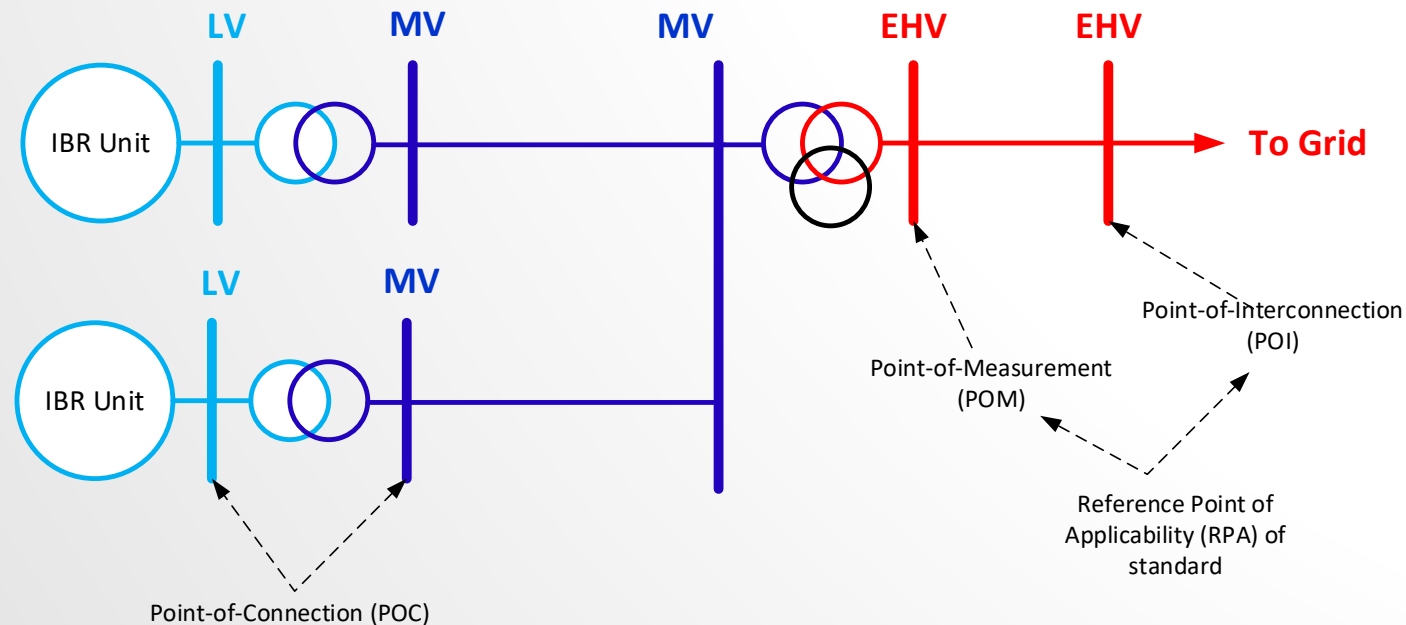 LV
MV
MV
EHV
EHV
IBR Unit
To Grid
LV
MV
IBR Unit
Point-of-Interconnection
(POI)
Point-of-Measurement
(POM)
Reference Point of
Applicability (RPA) of
standard
Point-of-Connection (POC)